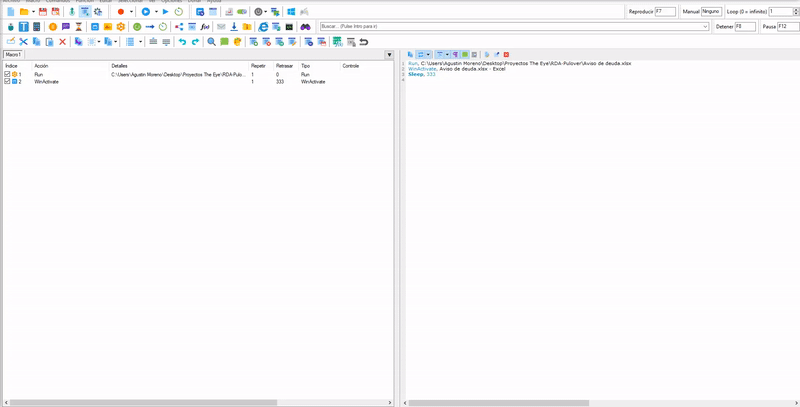 Reproducir F7 Manual Ninguno Loop (0 = infinito) 1
Buscar... (Pulse Intro para ir) Detener F8 Pausa F12
Macro1
Índice Acción Detalles Repetir Retrasar Tipo Controle
1 Run C:\Users\Agustin Moreno\Desktop\Proyectos The Eye\RDA-Pulove... 1 0 Run
2 WinActivate 1 333 WinActivate
1 Run, C:\Users\Agustin Moreno\Desktop\Proyectos The Eye\RDA-Pulover\Aviso de deuda.xlsx
2 WinActivate, Aviso de deuda.xlsx - Excel
3 Sleep, 333
4